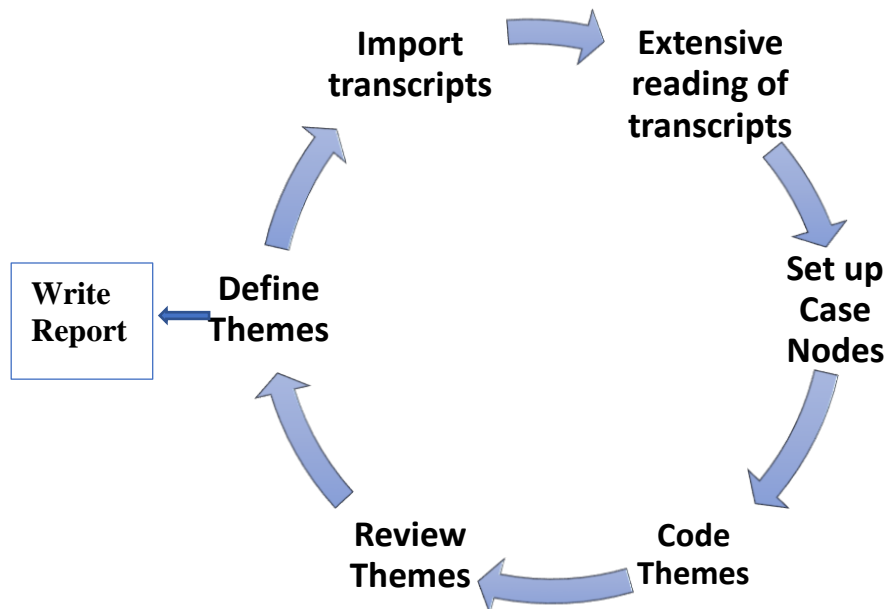 Import
transcripts
Extensive
reading of
transcripts
Set up
Case
Nodes
Code
Themes
Review
Themes
Define
Themes
Write
Report